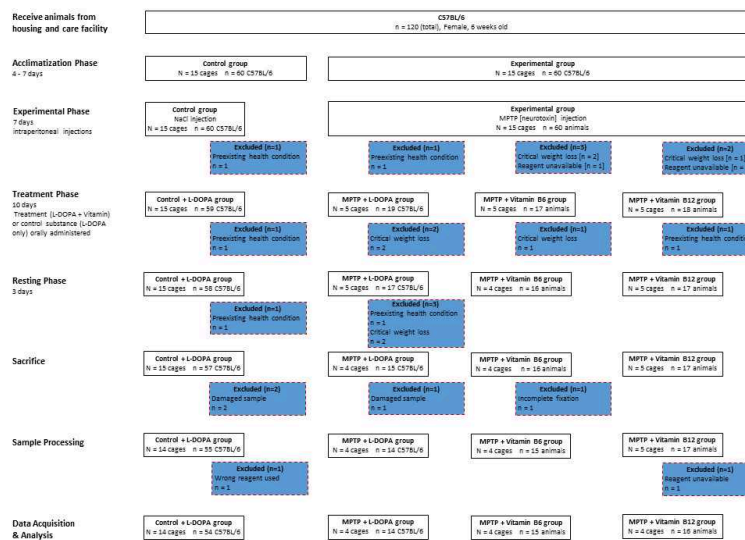 Receive animals from
housing and care facility
C57BL/6
n = 120 (total), Female, 6 weeks old
Acclimatization Phase
4 - 7 days
Control group
N = 15 cages n = 60 C57BL/6
Experimental group
N = 15 cages n = 60 C57BL/6
Experimental Phase
7 days
intraperitoneal injections
Control group
NaCl injection
N = 15 cages n = 60 C57BL/6
Experimental group
MPTP [neurotoxin] injection
N = 15 cages n = 60 animals
Excluded (n=1)
Preexisting health condition
n = 1
Excluded (n=1)
Preexisting health condition
n = 1
Excluded (n=3)
Critical weight loss [n = 2]
Reagent unavailable [n = 1]
Excluded (n=2)
Critical weight loss [n = 1]
Reagent unavailable [n =
Treatment Phase
10 days
Treatment (L-DOPA + Vitamin)
or control substance (L-DOPA
only) orally administered
Control + L-DOPA group
N = 15 cages n = 59 C57BL/6
MPTP + L-DOPA group
N = 5 cages n = 19 C57BL/6
MPTP + Vitamin B6 group
N = 5 cages n = 17 animals
MPTP + Vitamin B12 group
N = 5 cages n = 18 animals
Excluded (n=1)
Preexisting health condition
n = 1
Excluded (n=2)
Critical weight loss
n = 2
Excluded (n=1)
Critical weight loss
n = 1
Excluded (n=1)
Preexisting health condition
n = 1
Resting Phase
3 days
Control + L-DOPA group
N = 15 cages n = 58 C57BL/6
MPTP + L-DOPA group
N = 5 cages n = 17 C57BL/6
MPTP + Vitamin B6 group
N = 4 cages n = 16 animals
MPTP + Vitamin B12 group
N = 5 cages n = 17 animals
Excluded (n=1)
Preexisting health condition
n = 1
Excluded (n=3)
Preexisting health condition
n = 1
Critical weight loss
n = 2
Sacrifice
Control + L-DOPA group
N = 15 cages n = 57 C57BL/6
MPTP + L-DOPA group
N = 4 cages n = 15 C57BL/6
MPTP + Vitamin B6 group
N = 4 cages n = 16 animals
MPTP + Vitamin B12 group
N = 5 cages n = 17 animals
Excluded (n=2)
Damaged sample
n = 2
Excluded (n=1)
Damaged sample
n = 1
Excluded (n=1)
Incomplete fixation
n = 1
Sample Processing
Control + L-DOPA group
N = 14 cages n = 55 C57BL/6
MPTP + L-DOPA group
N = 4 cages n = 14 C57BL/6
MPTP + Vitamin B6 group
N = 4 cages n = 15 animals
MPTP + Vitamin B12 group
N = 5 cages n = 17 animals
Excluded (n=1)
Wrong reagent used
n = 1
Excluded (n=1)
Reagent unavailable
n = 1
Data Acquisition
& Analysis
Control + L-DOPA group
N = 14 cages n = 54 C57BL/6
MPTP + L-DOPA group
N = 4 cages n = 14 C57BL/6
MPTP + Vitamin B6 group
N = 4 cages n = 15 animals
MPTP + Vitamin B12 group
N = 4 cages n = 16 animals